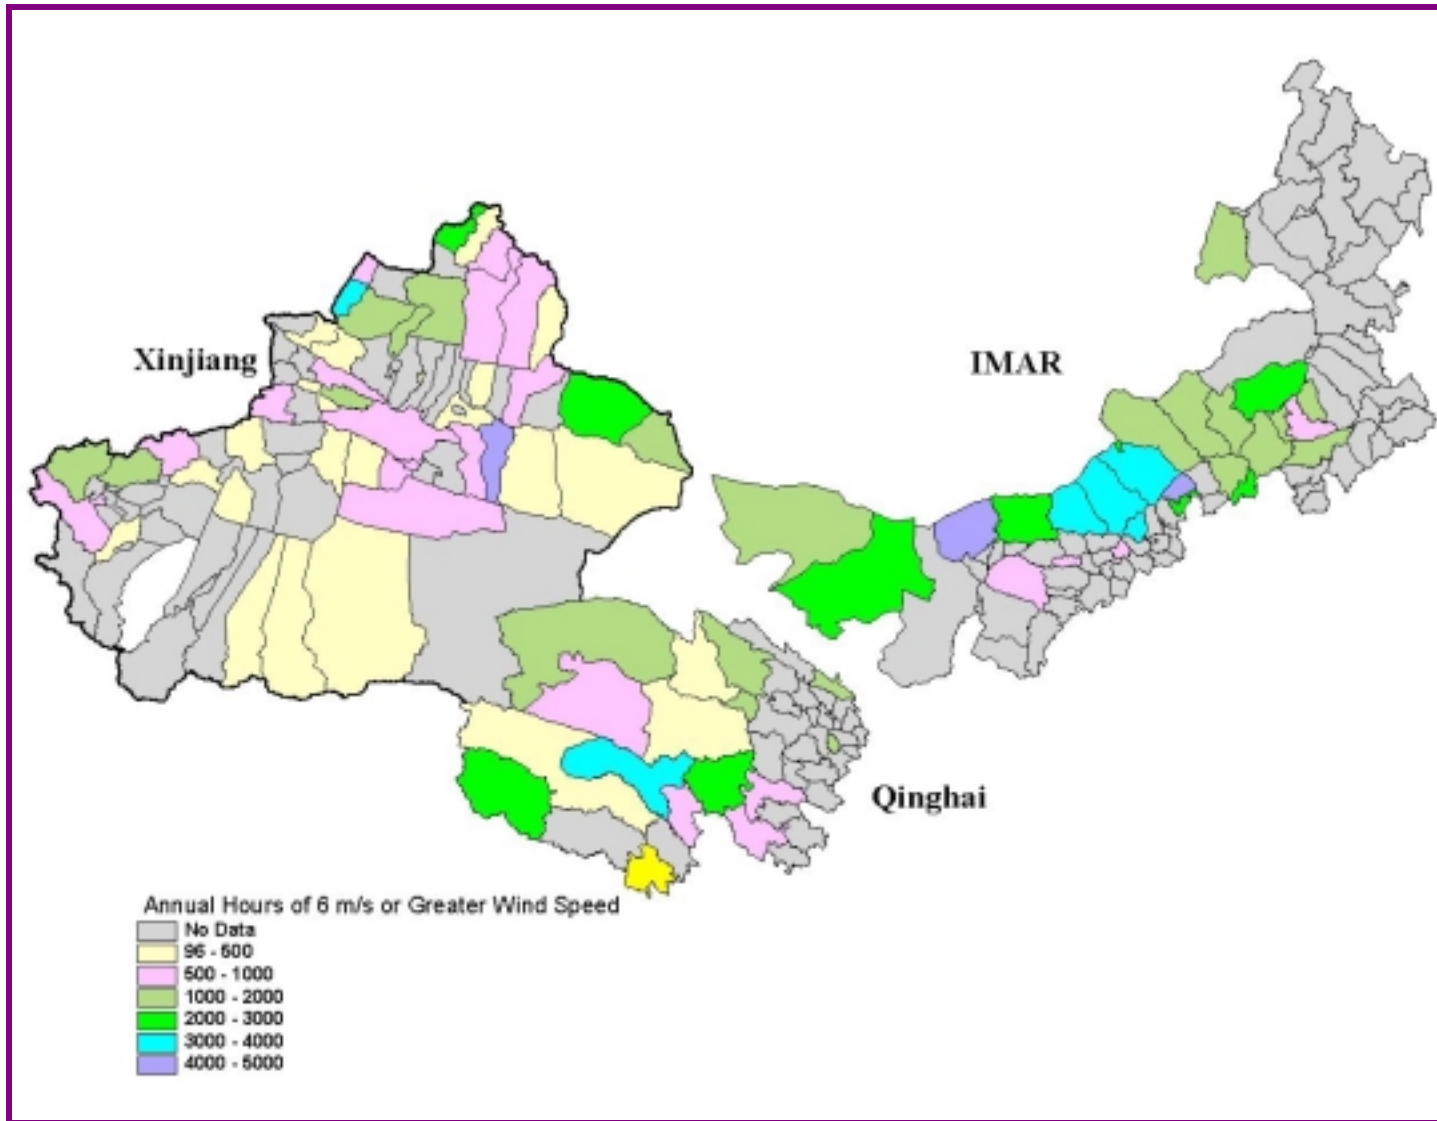 Xinjiang
IMAR
Qinghai
Annual Hours of 6 m/s or Greater Wind Speed
No Data
96 - 500
500 - 1000
1000 - 2000
2000 - 3000
3000 - 4000
4000 - 5000